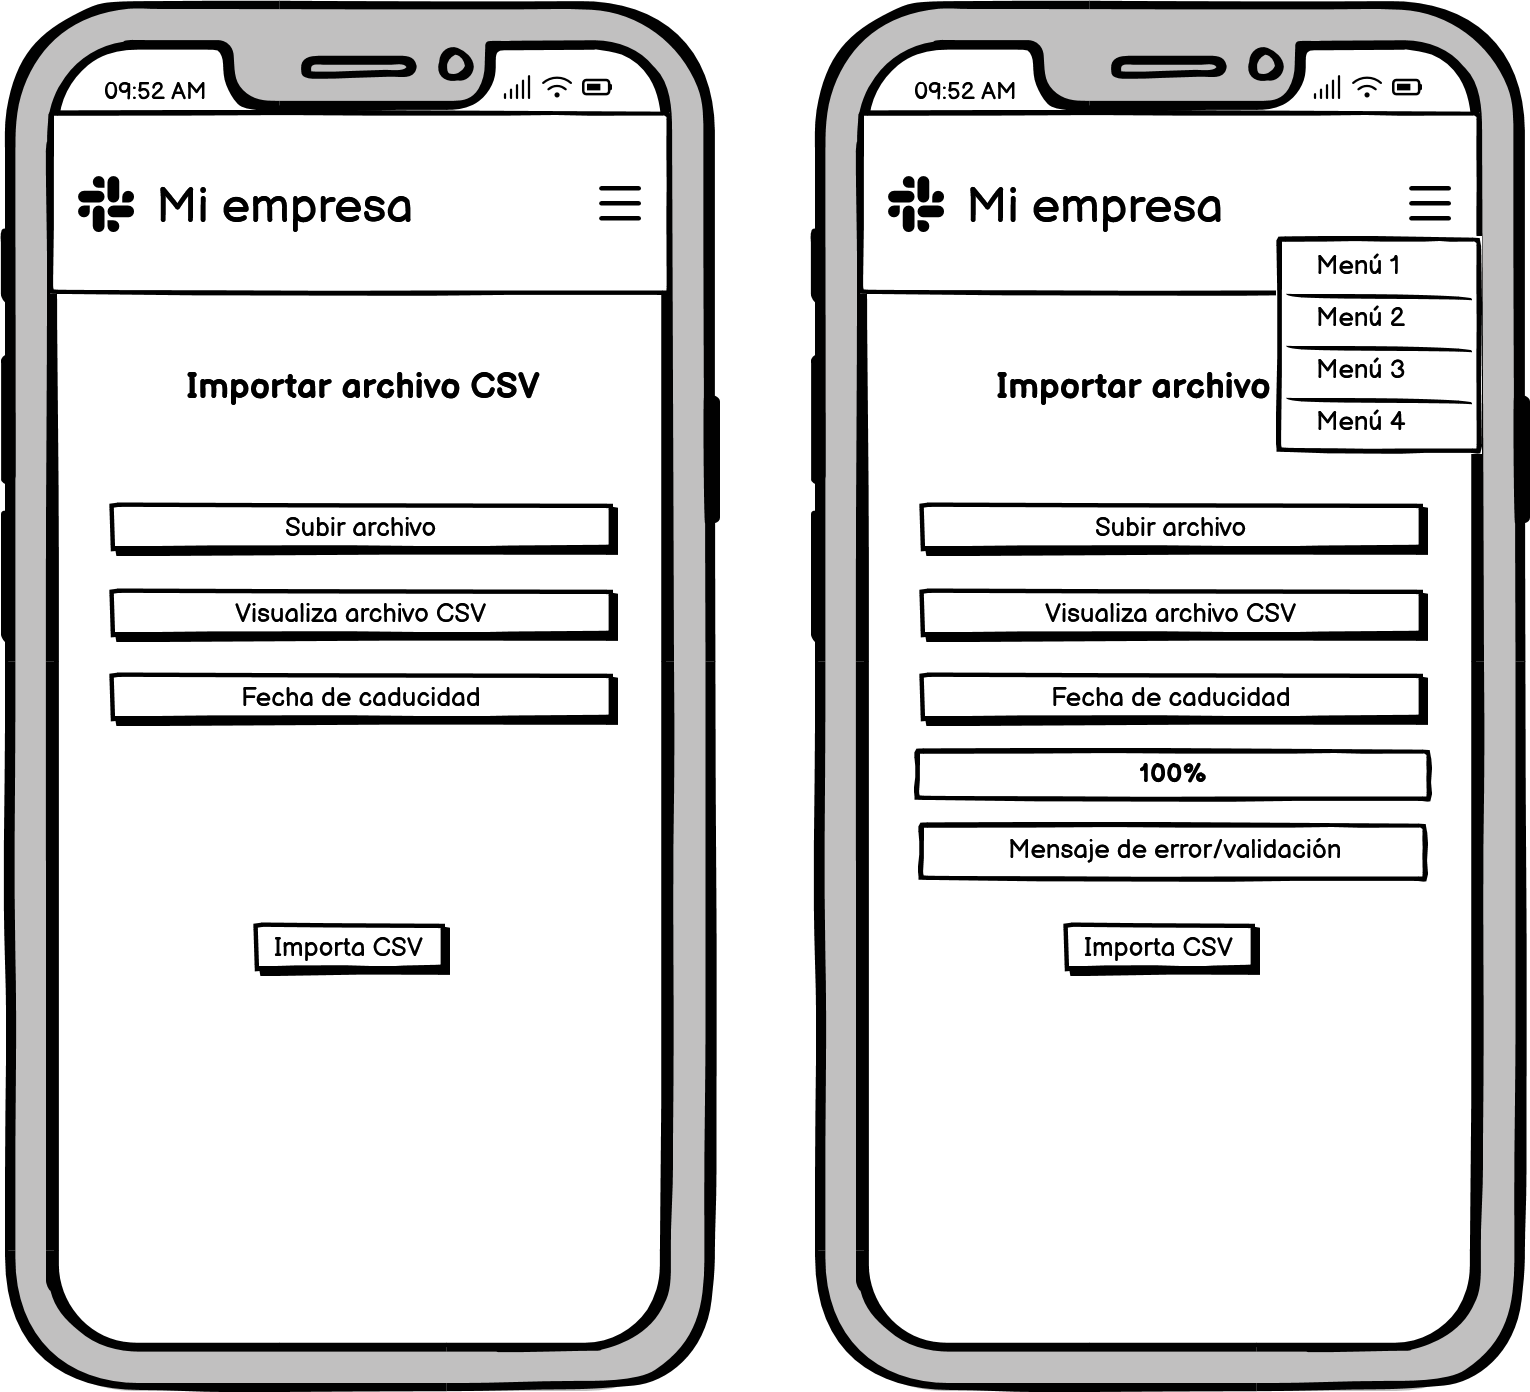 09:52 AM
Mi empresa
Importar archivo CSV
Subir archivo
Visualiza archivo CSV
Fecha de caducidad
Importa CSV
09:52 AM
Mi empresa
Menú 1
Menú 2
Menú 3
Menú 4
Importar archivo
Subir archivo
Visualiza archivo CSV
Fecha de caducidad
100%
Mensaje de error/validación
Importa CSV